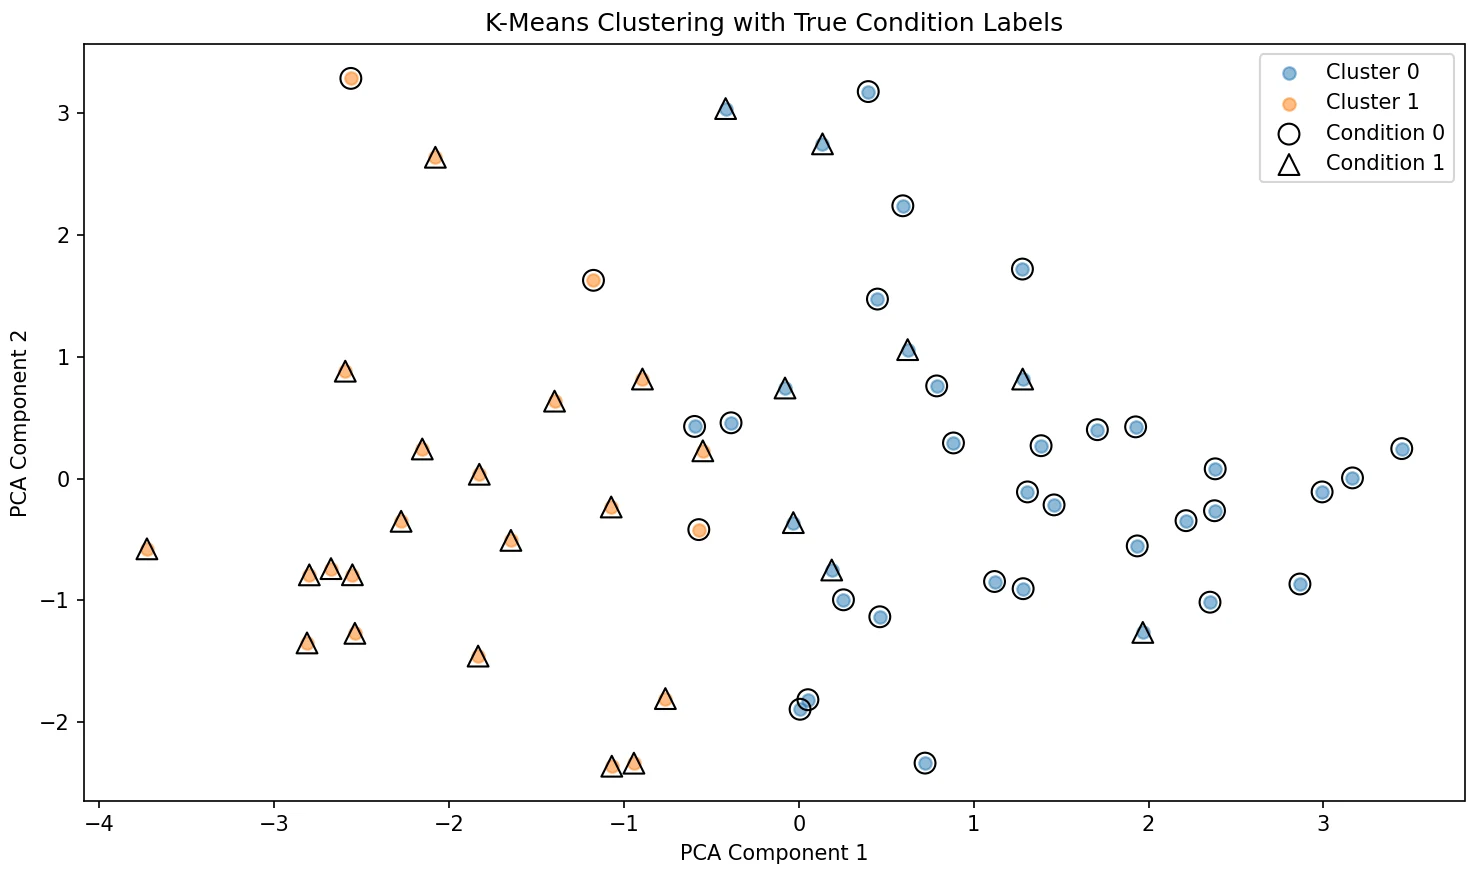 K-Means Clustering with True Condition Labels
Cluster 0
Cluster 1
Condition 0
Condition 1
PCA Component 2
3
2
1
0
−1
−2
−4 −3 −2 −1 0 1 2 3
PCA Component 1